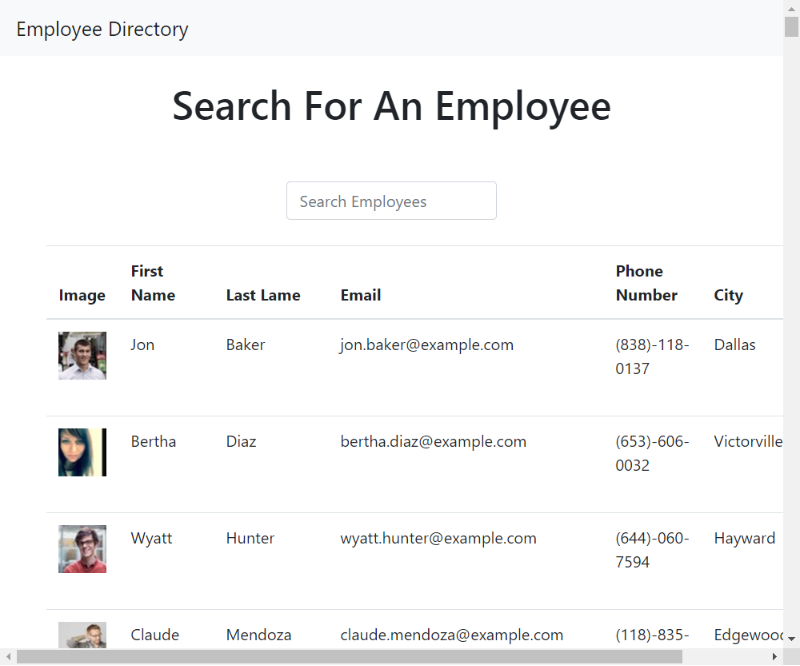 Employee Directory
Search For An Employee
Search Employees
Image First Name Last Lame Email Phone Number City
Jon Baker jon.baker@example.com (838)-118-0137 Dallas
Bertha Diaz bertha.diaz@example.com (653)-606-0032 Victorville
Wyatt Hunter wyatt.hunter@example.com (644)-060-7594 Hayward
Claude Mendoza claude.mendoza@example.com (118)-835- Edgewood